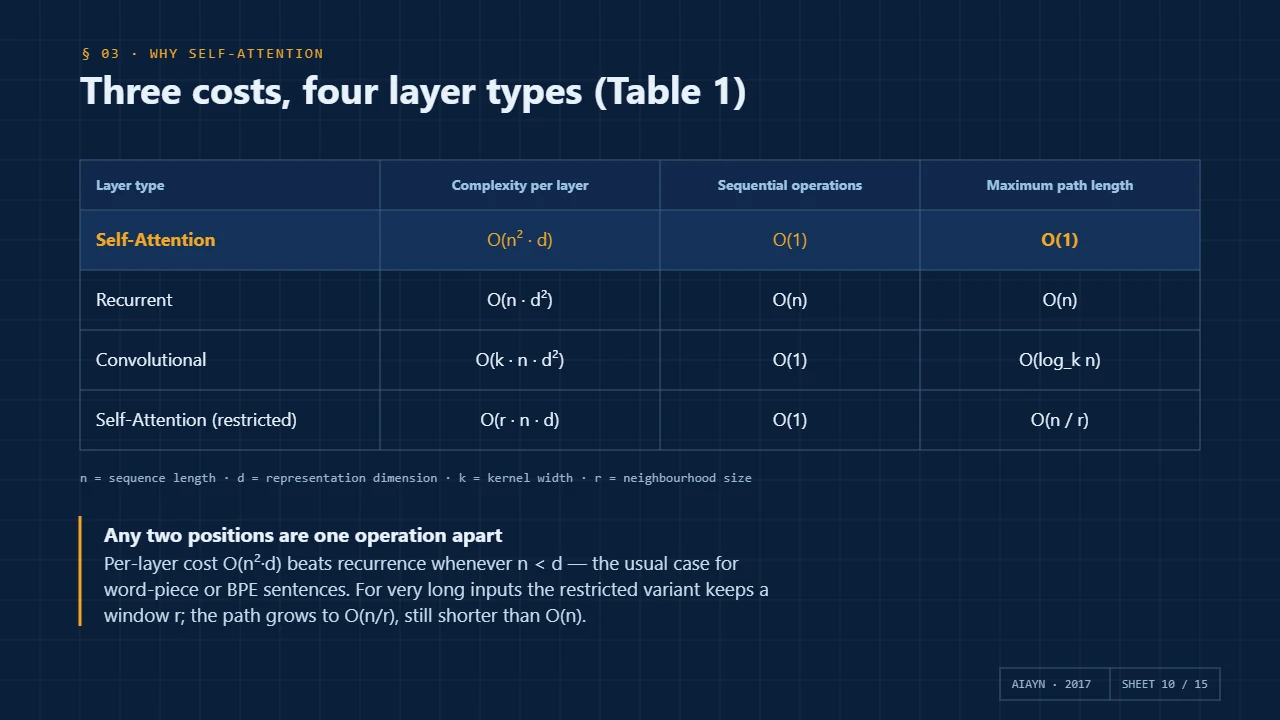 § 03 · WHY SELF-ATTENTION
Three costs, four layer types (Table 1)
Layer type Complexity per layer Sequential operations Maximum path length
Self-Attention O(n² · d) O(1) O(1)
Recurrent O(n · d²) O(n) O(n)
Convolutional O(k · n · d²) O(1) O(log_k n)
Self-Attention (restricted) O(r · n · d) O(1) O(n / r)
n = sequence length · d = representation dimension · k = kernel width · r = neighbourhood size
Any two positions are one operation apart
Per-layer cost O(n²·d) beats recurrence whenever n < d — the usual case for
word-piece or BPE sentences. For very long inputs the restricted variant keeps a
window r; the path grows to O(n/r), still shorter than O(n).
AIAYN · 2017 SHEET 10 / 15